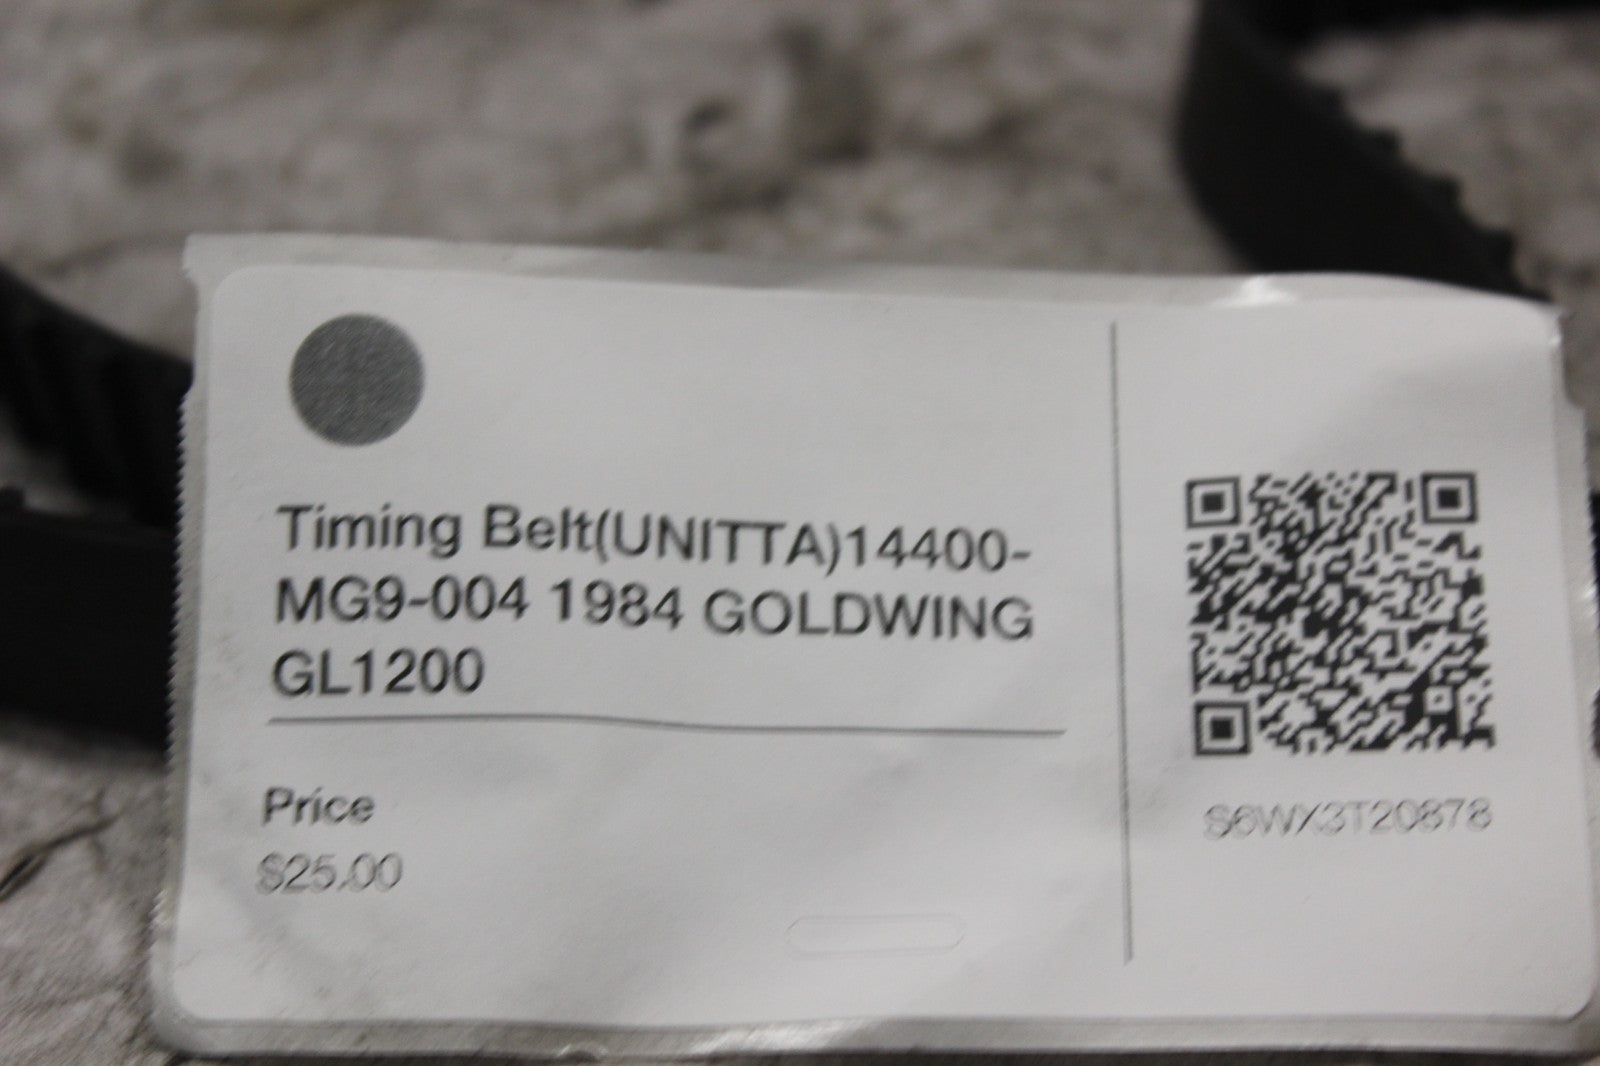 Timing Belt(UNITTA)14400-
MG9-004 1984 GOLDWING
GL1200
Price
$25.00
S6WX3T20878